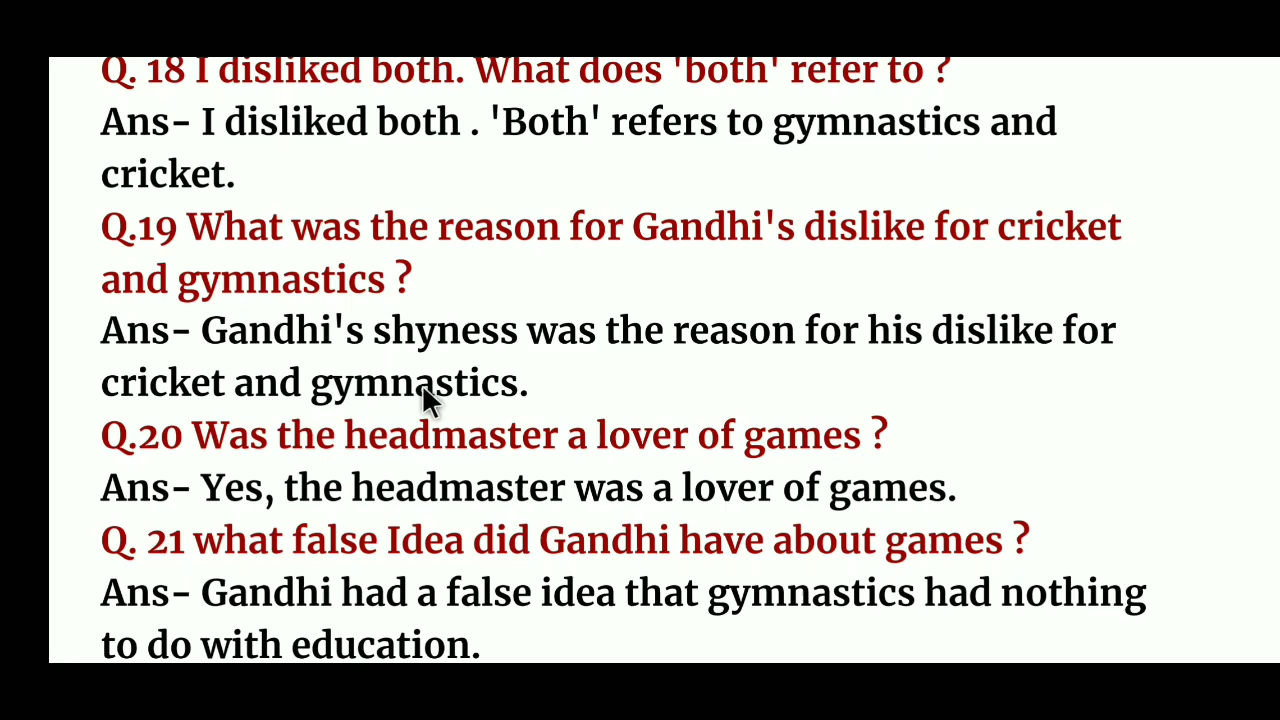 Q. 18 I disliked both. What does 'both' refer to ?
Ans- I disliked both . 'Both' refers to gymnastics and
cricket.
Q.19 What was the reason for Gandhi's dislike for cricket
and gymnastics ?
Ans- Gandhi's shyness was the reason for his dislike for
cricket and gymnastics.
Q.20 Was the headmaster a lover of games ?
Ans- Yes, the headmaster was a lover of games.
Q. 21 what false Idea did Gandhi have about games ?
Ans- Gandhi had a false idea that gymnastics had nothing
to do with education.